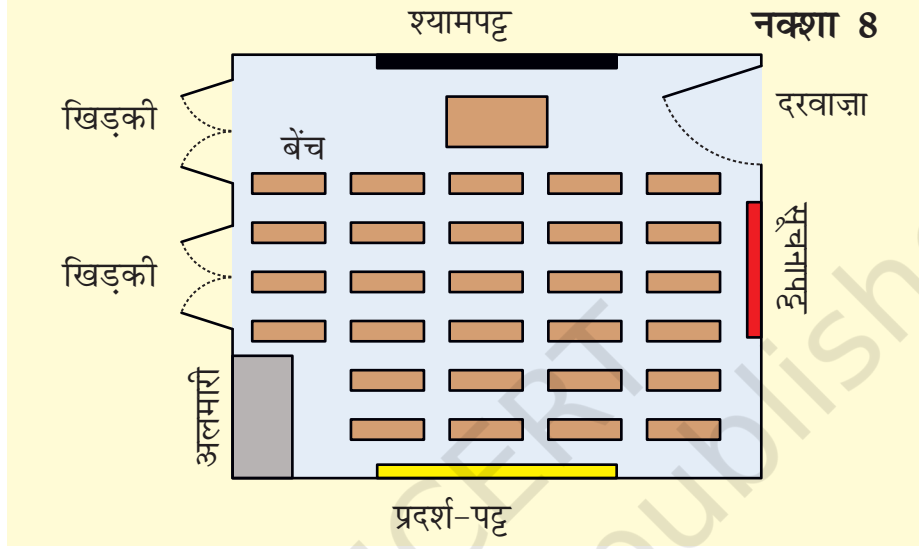 श्यामपट्ट
नक्शा 8
खिड़की
दरवाज़ा
बेंच
सूचनापट्ट
खिड़की
अलमारी
प्रदर्श-पट्ट